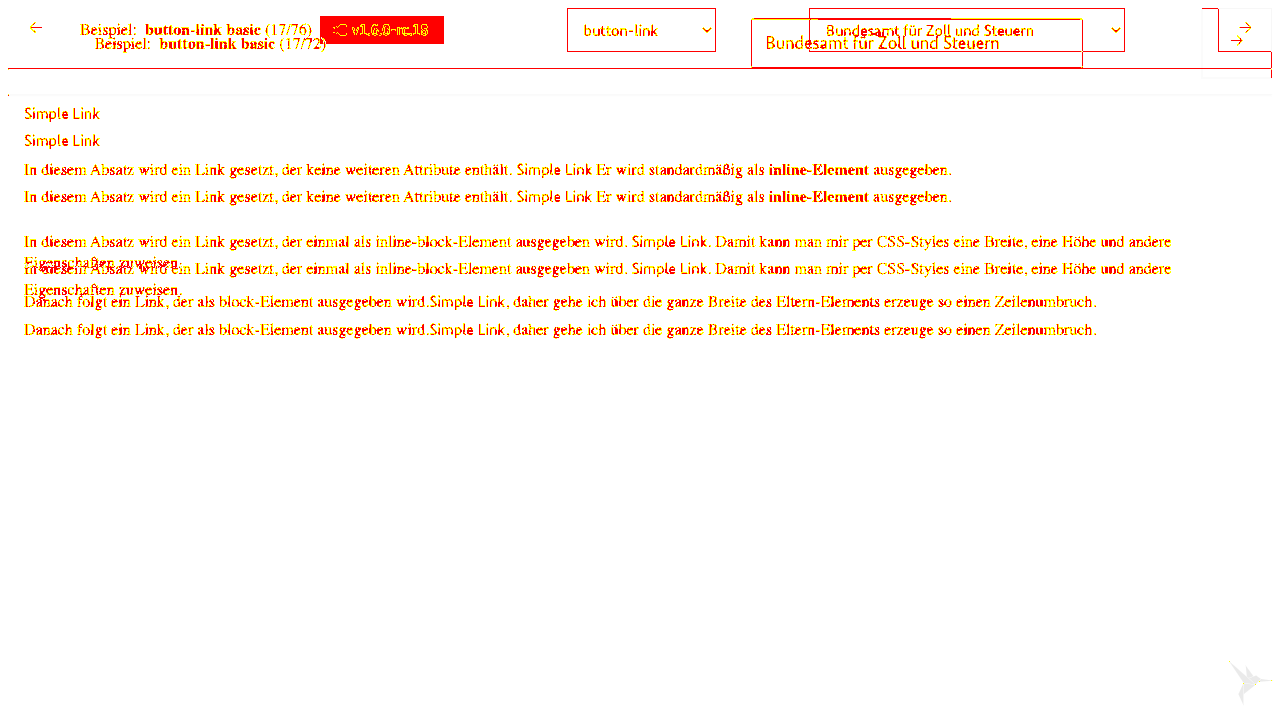 Beispiel: button-link basic (17/76)
v1.6.0-rc.18
button-link
Bundesamt für Zoll und Steuern
Beispiel: button-link basic (17/72)
Bundesamt für Zoll und Steuern
Simple Link
Simple Link
In diesem Absatz wird ein Link gesetzt, der keine weiteren Attribute enthält. Simple Link Er wird standardmäßig als inline-Element ausgegeben.
In diesem Absatz wird ein Link gesetzt, der keine weiteren Attribute enthält. Simple Link Er wird standardmäßig als inline-Element ausgegeben.
In diesem Absatz wird ein Link gesetzt, der einmal als inline-block-Element ausgegeben wird. Simple Link. Damit kann man mir per CSS-Styles eine Breite, eine Höhe und andere
Eigenschaften zuweisen.
In diesem Absatz wird ein Link gesetzt, der einmal als inline-block-Element ausgegeben wird. Simple Link. Damit kann man mir per CSS-Styles eine Breite, eine Höhe und andere
Eigenschaften zuweisen.
Danach folgt ein Link, der als block-Element ausgegeben wird.Simple Link, daher gehe ich über die ganze Breite des Eltern-Elements erzeuge so einen Zeilenumbruch.
Danach folgt ein Link, der als block-Element ausgegeben wird.Simple Link, daher gehe ich über die ganze Breite des Eltern-Elements erzeuge so einen Zeilenumbruch.